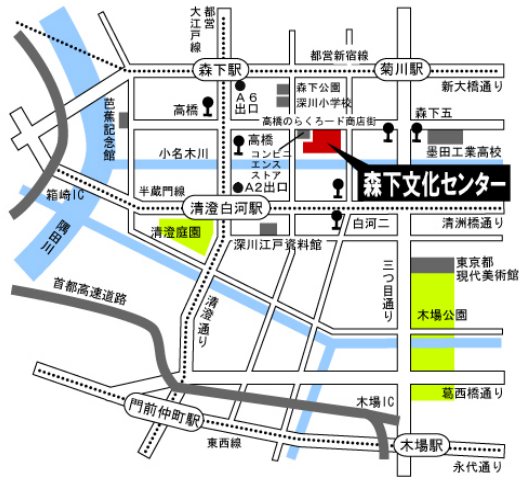 都営
大江戸線
都営新宿線
森下駅
菊川駅
新大橋通り
A6
出口
森下公園
深川小学校
高橋
芭蕉記念館
高橋のらくろード商店街
森下五
高橋
コンビニ
エンス
ストア
墨田工業高校
小名木川
A2出口
森下文化センター
半蔵門線
箱崎IC
清澄白河駅
白河二
清洲橋通り
隅田川
清澄庭園
深川江戸資料館
東京都
現代美術館
三つ目通り
首都高速道路
清澄通り
木場公園
葛西橋通り
木場IC
門前仲町駅
東西線
木場駅
永代通り